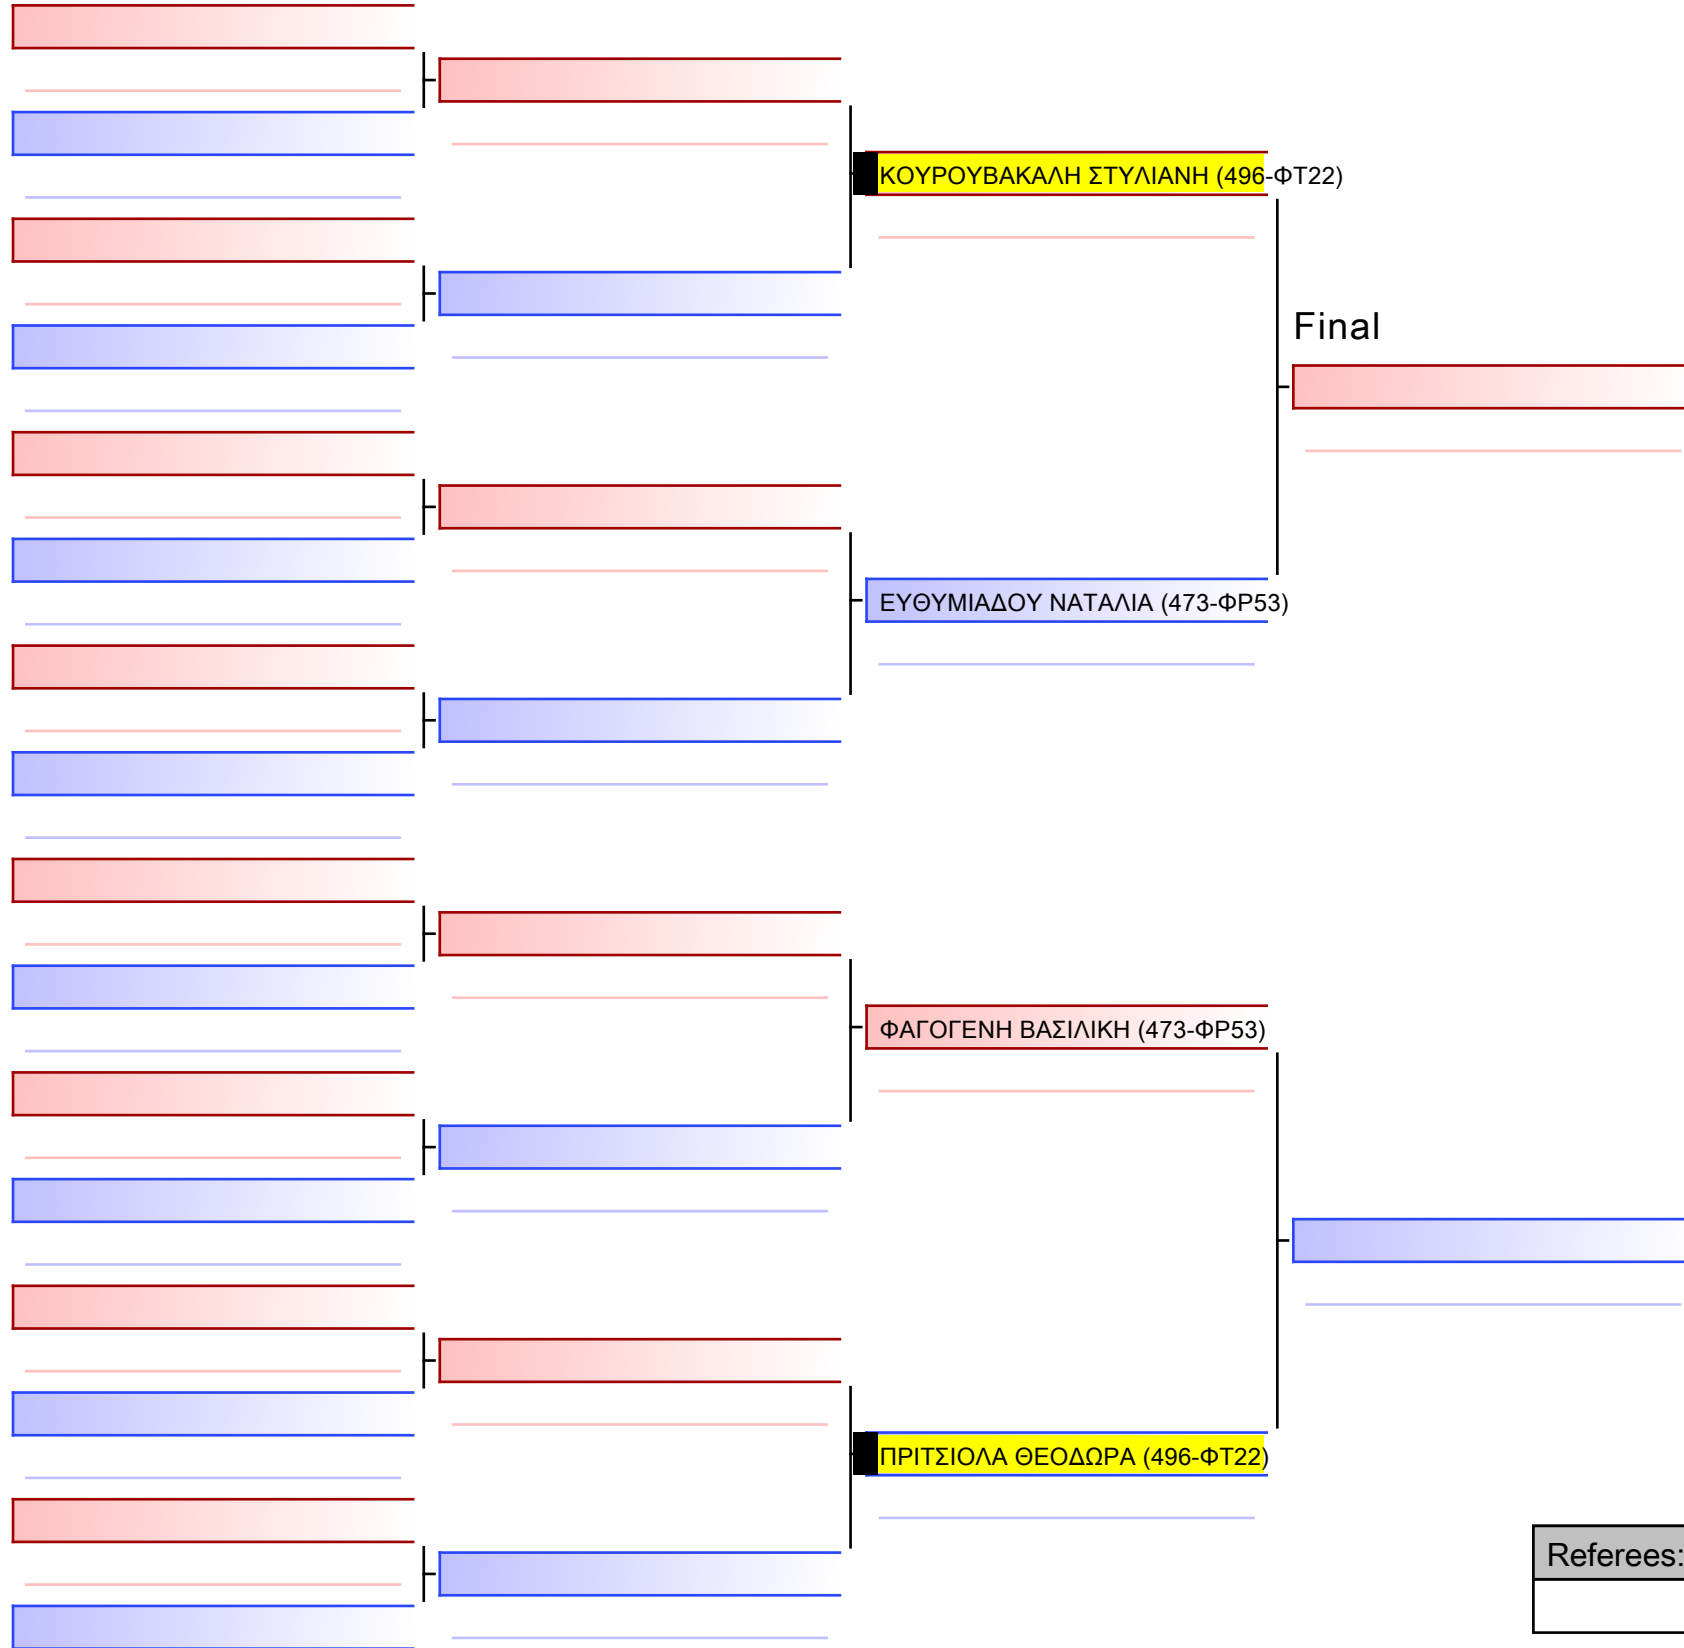 ΚΟΥΡΟΥΒΑΚΑΛΗ ΣΤΥΛΙΑΝΗ (496-ΦΤ22)
Final
ΕΥΘΥΜΙΑΔΟΥ ΝΑΤΑΛΙΑ (473-ΦΡ53)
ΦΑΓΟΓΕΝΗ ΒΑΣΙΛΙΚΗ (473-ΦΡ53)
ΠΡΙΤΣΙΟΛΑ ΘΕΟΔΩΡΑ (496-ΦΤ22)
Referees: